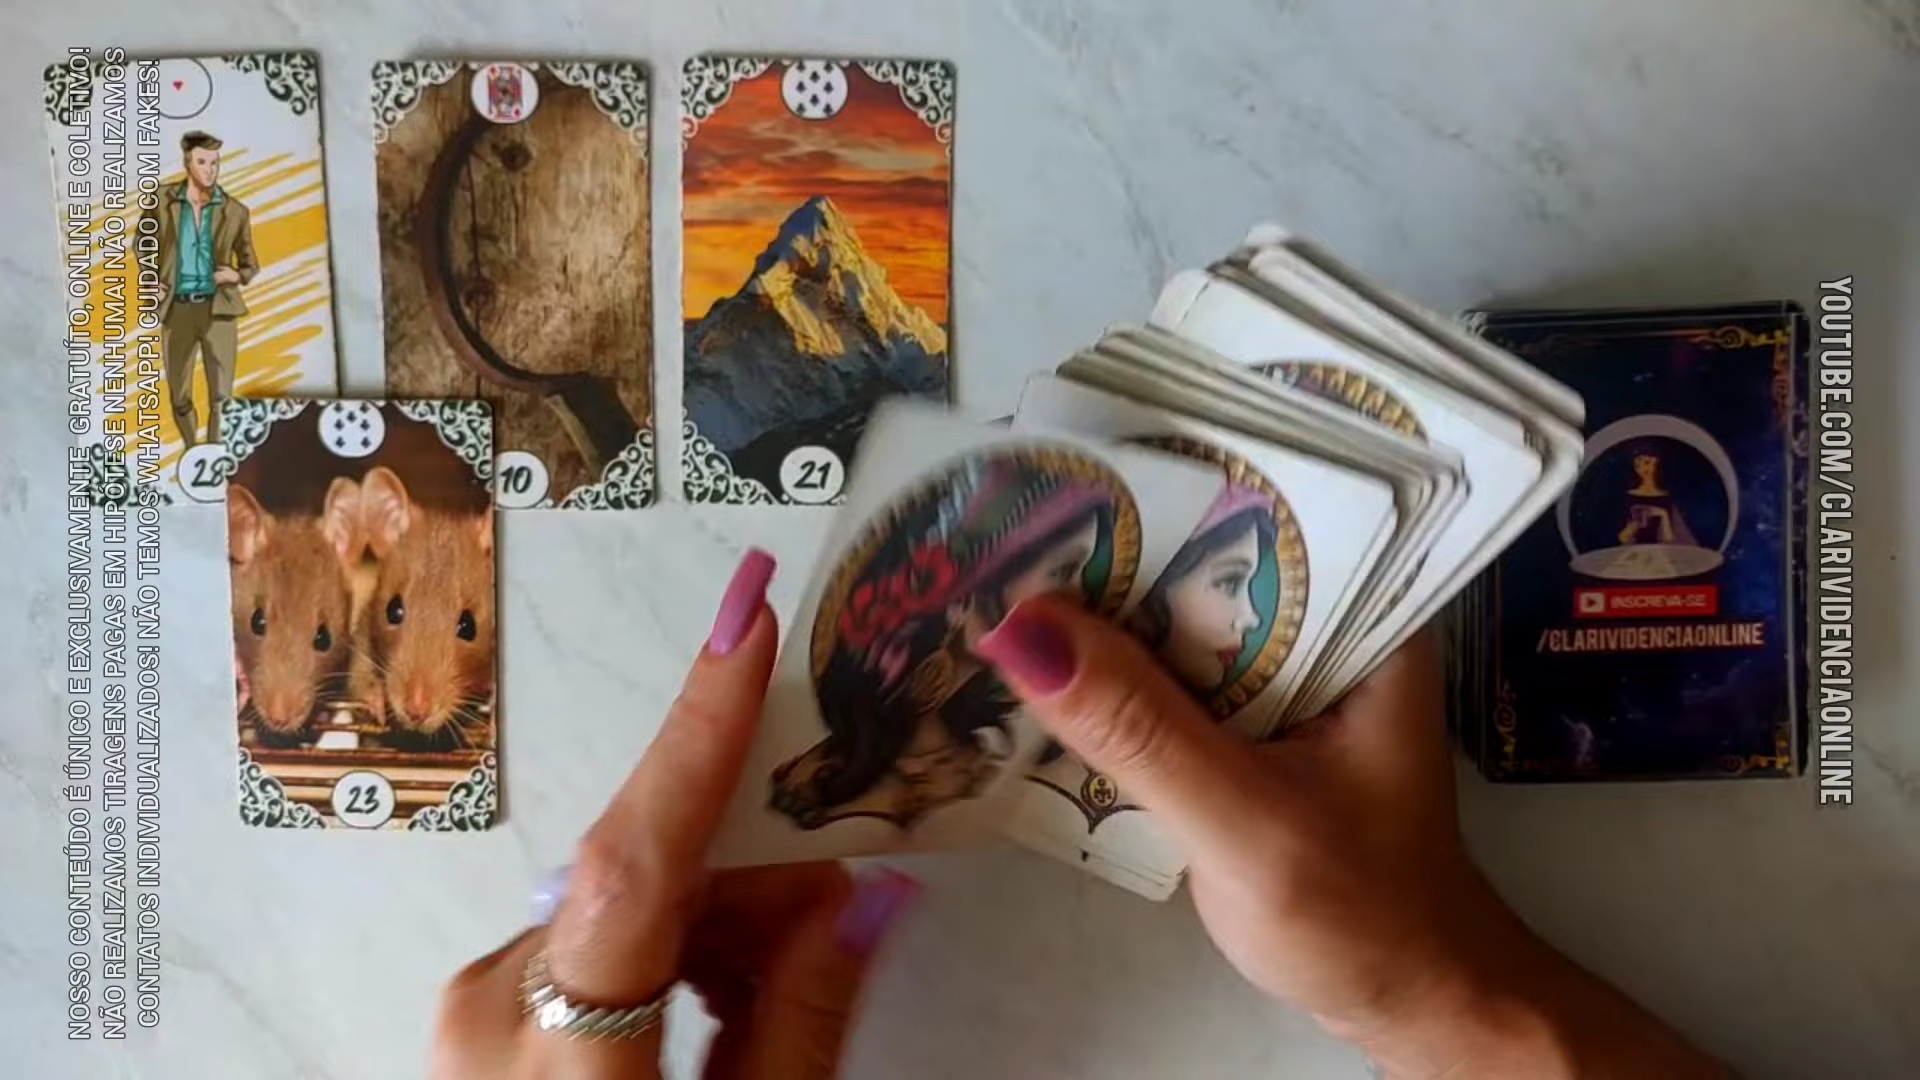 NOSSO CONTEÚDO É ÚNICO E EXCLUSIVAMENTE GRATUÍTO, ONLINE E COLETIVO!
NÃO REALIZAMOS TIRAGENS PAGAS EM HIPÓTESE NENHUMA! NÃO REALIZAMOS
CONTATOS INDIVIDUALIZADOS! NÃO TEMOS WHATSAPP! CUIDADO COM FAKES!
28
10
21
23
INSCREVA-SE
/CLARIVIDENCIAONLINE
YOUTUBE.COM/CLARIVIDENCIAONLINE